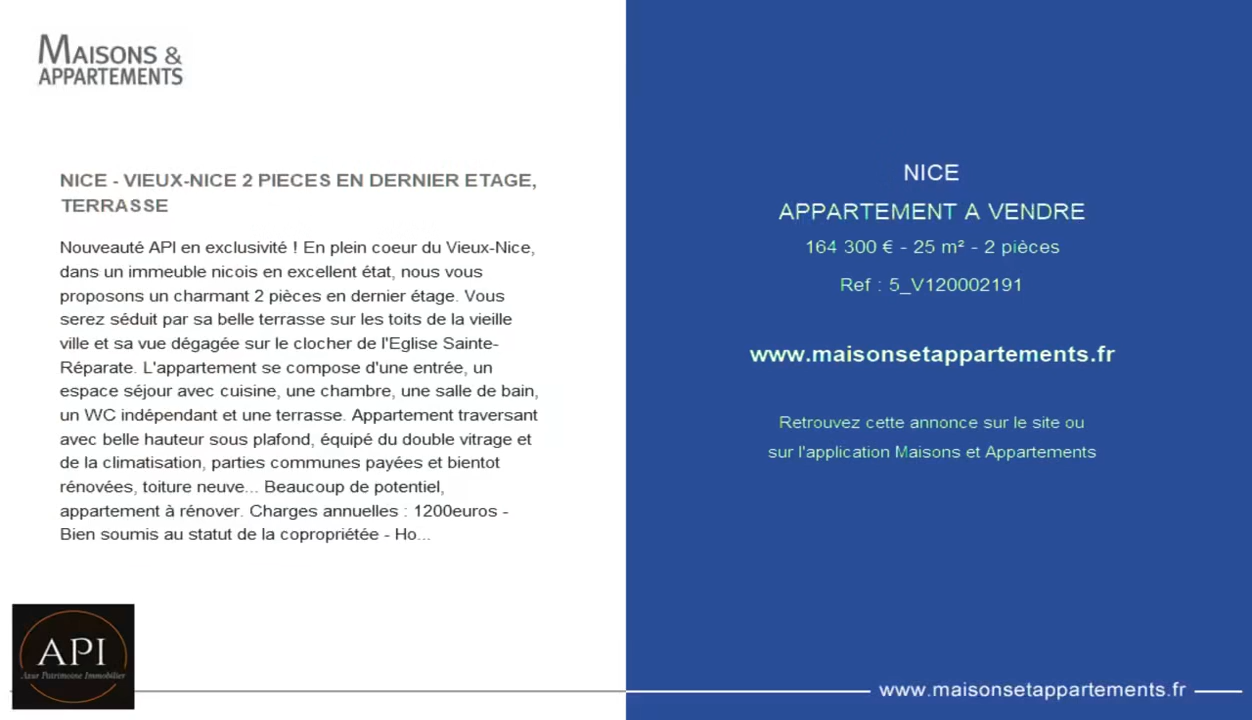 MAISONS &
APPARTEMENTS
NICE - VIEUX-NICE 2 PIECES EN DERNIER ETAGE,
TERRASSE
Nouveauté API en exclusivité ! En plein coeur du Vieux-Nice,
dans un immeuble nicois en excellent état, nous vous
proposons un charmant 2 pièces en dernier étage. Vous
serez séduit par sa belle terrasse sur les toits de la vieille
ville et sa vue dégagée sur le clocher de l'Eglise Sainte-
Réparate. L'appartement se compose d'une entrée, un
espace séjour avec cuisine, une chambre, une salle de bain,
un WC indépendant et une terrasse. Appartement traversant
avec belle hauteur sous plafond, équipé du double vitrage et
de la climatisation, parties communes payées et bientot
rénovées, toiture neuve... Beaucoup de potentiel,
appartement à rénover. Charges annuelles : 1200euros -
Bien soumis au statut de la copropriétée - Ho...
API
Azur Patrimoine Immobilier
NICE
APPARTEMENT A VENDRE
164 300 € - 25 m² - 2 pièces
Ref : 5_V120002191
www.maisonsetappartements.fr
Retrouvez cette annonce sur le site ou
sur l'application Maisons et Appartements
www.maisonsetappartements.fr